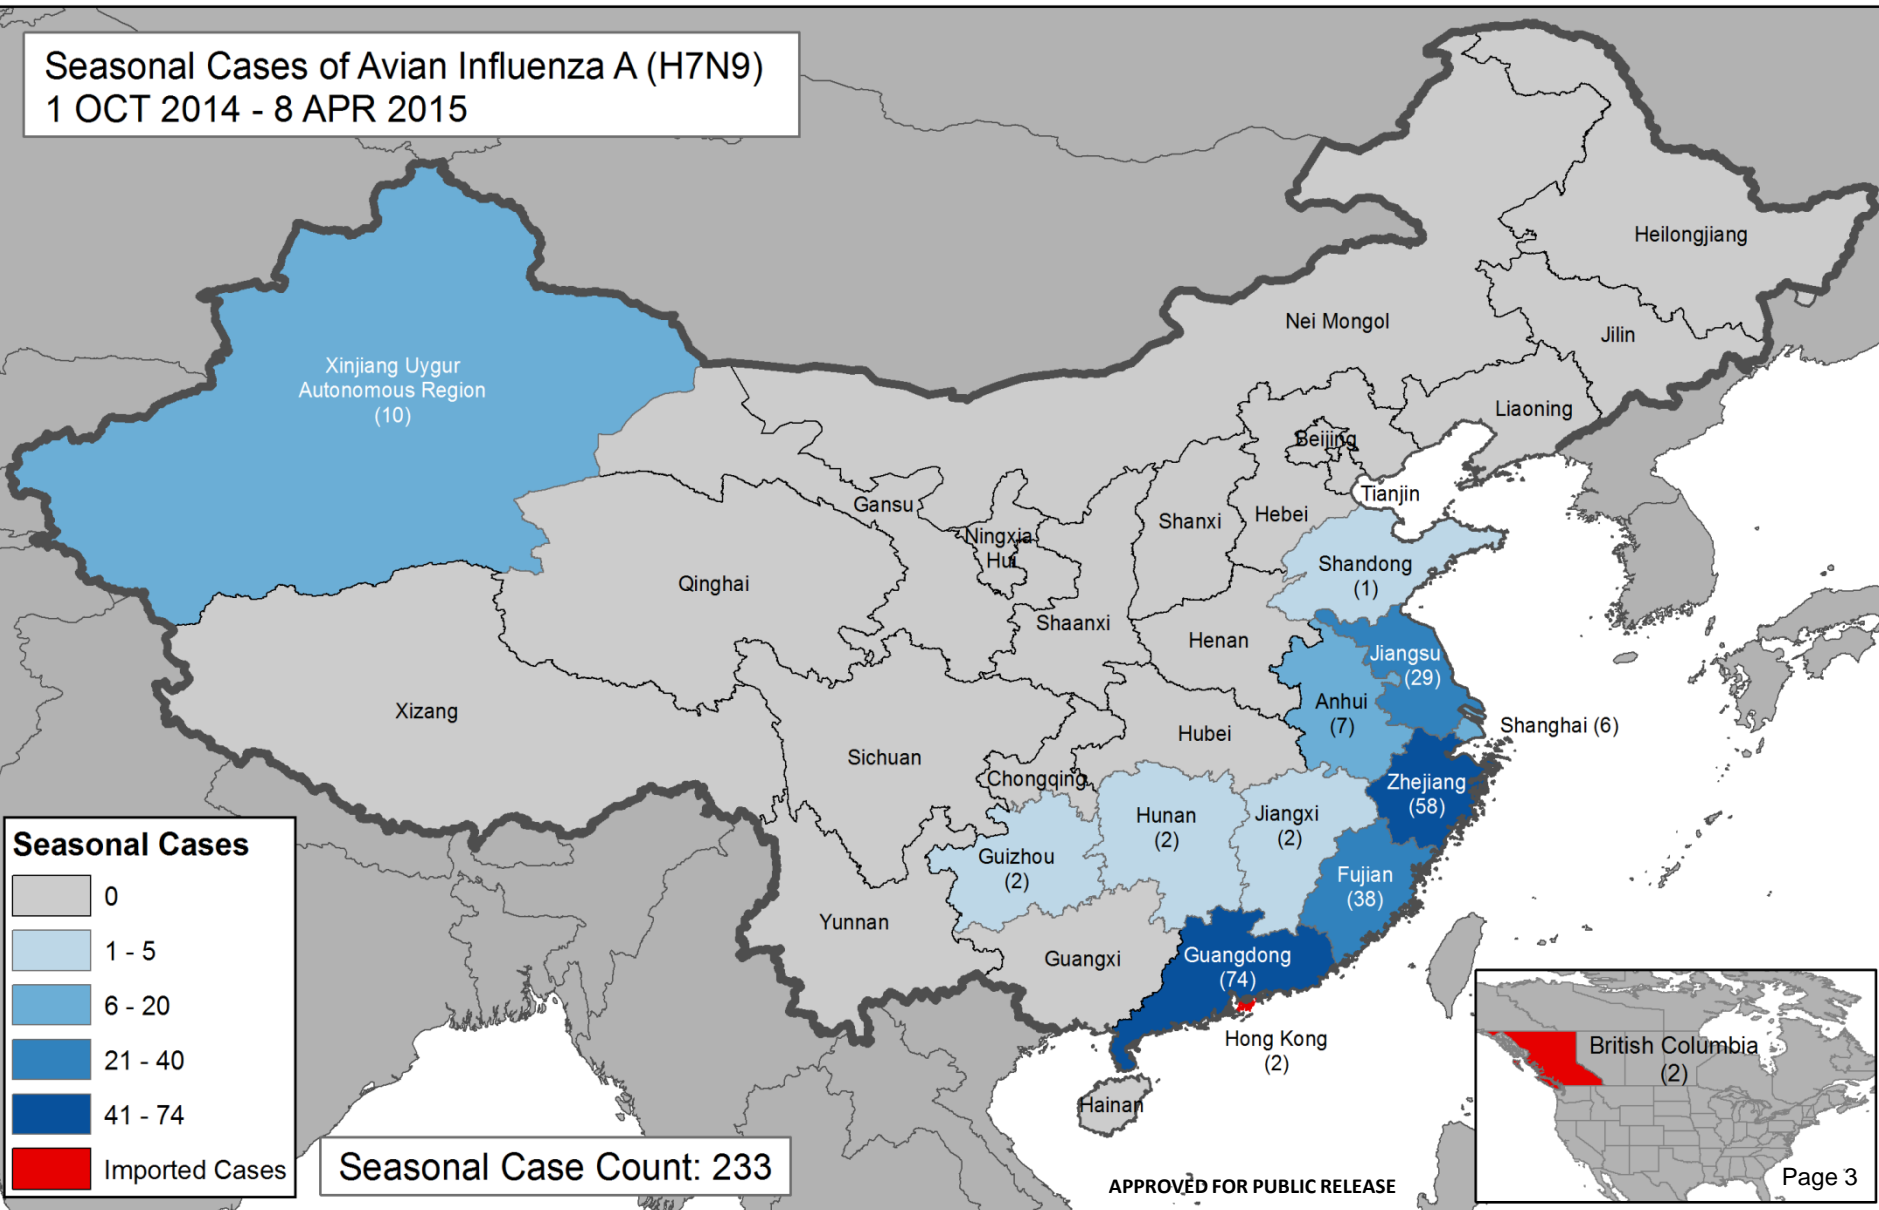 Seasonal Cases of Avian Influenza A (H7N9)
1 OCT 2014 - 8 APR 2015
Heilongjiang
Nei Mongol
Jilin
Xinjiang Uygur
Autonomous Region
(10)
Liaoning
Beijing
Tianjin
Gansu
Shanxi
Hebei
Ningxia
Hui
Shandong
(1)
Qinghai
Shaanxi
Henan
Jiangsu
(29)
Xizang
Anhui
(7)
Shanghai (6)
Hubei
Sichuan
Chongqing
Zhejiang
(58)
Hunan
(2)
Jiangxi
(2)
Guizhou
(2)
Fujian
(38)
Yunnan
Guangxi
Guangdong
(74)
Hong Kong
(2)
Hainan
Seasonal Cases
0
1 - 5
6 - 20
21 - 40
41 - 74
Imported Cases
Seasonal Case Count: 233
APPROVED FOR PUBLIC RELEASE
British Columbia
(2)
Page 3